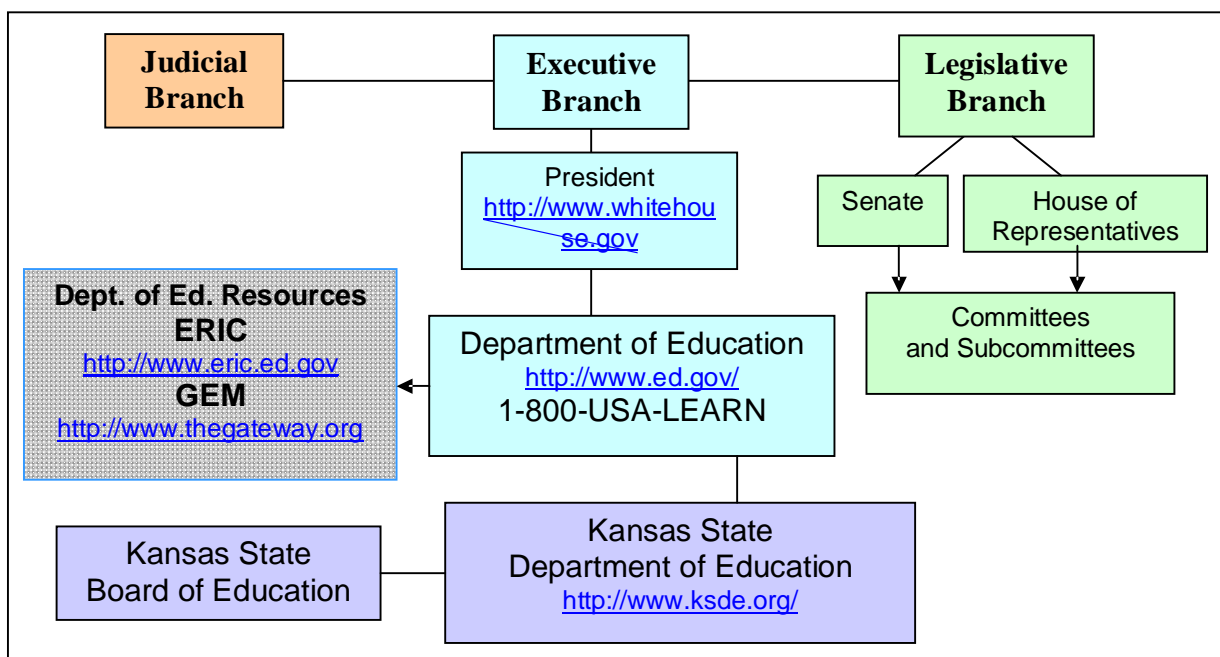 Judicial
Branch
Executive
Branch
Legislative
Branch
President
http://www.whitehou
se.gov
Senate
House of
Representatives
Committees
and Subcommittees
Dept. of Ed. Resources
ERIC
http://www.eric.ed.gov
GEM
http://www.thegateway.org
Department of Education
http://www.ed.gov/
1-800-USA-LEARN
Kansas State
Board of Education
Kansas State
Department of Education
http://www.ksde.org/